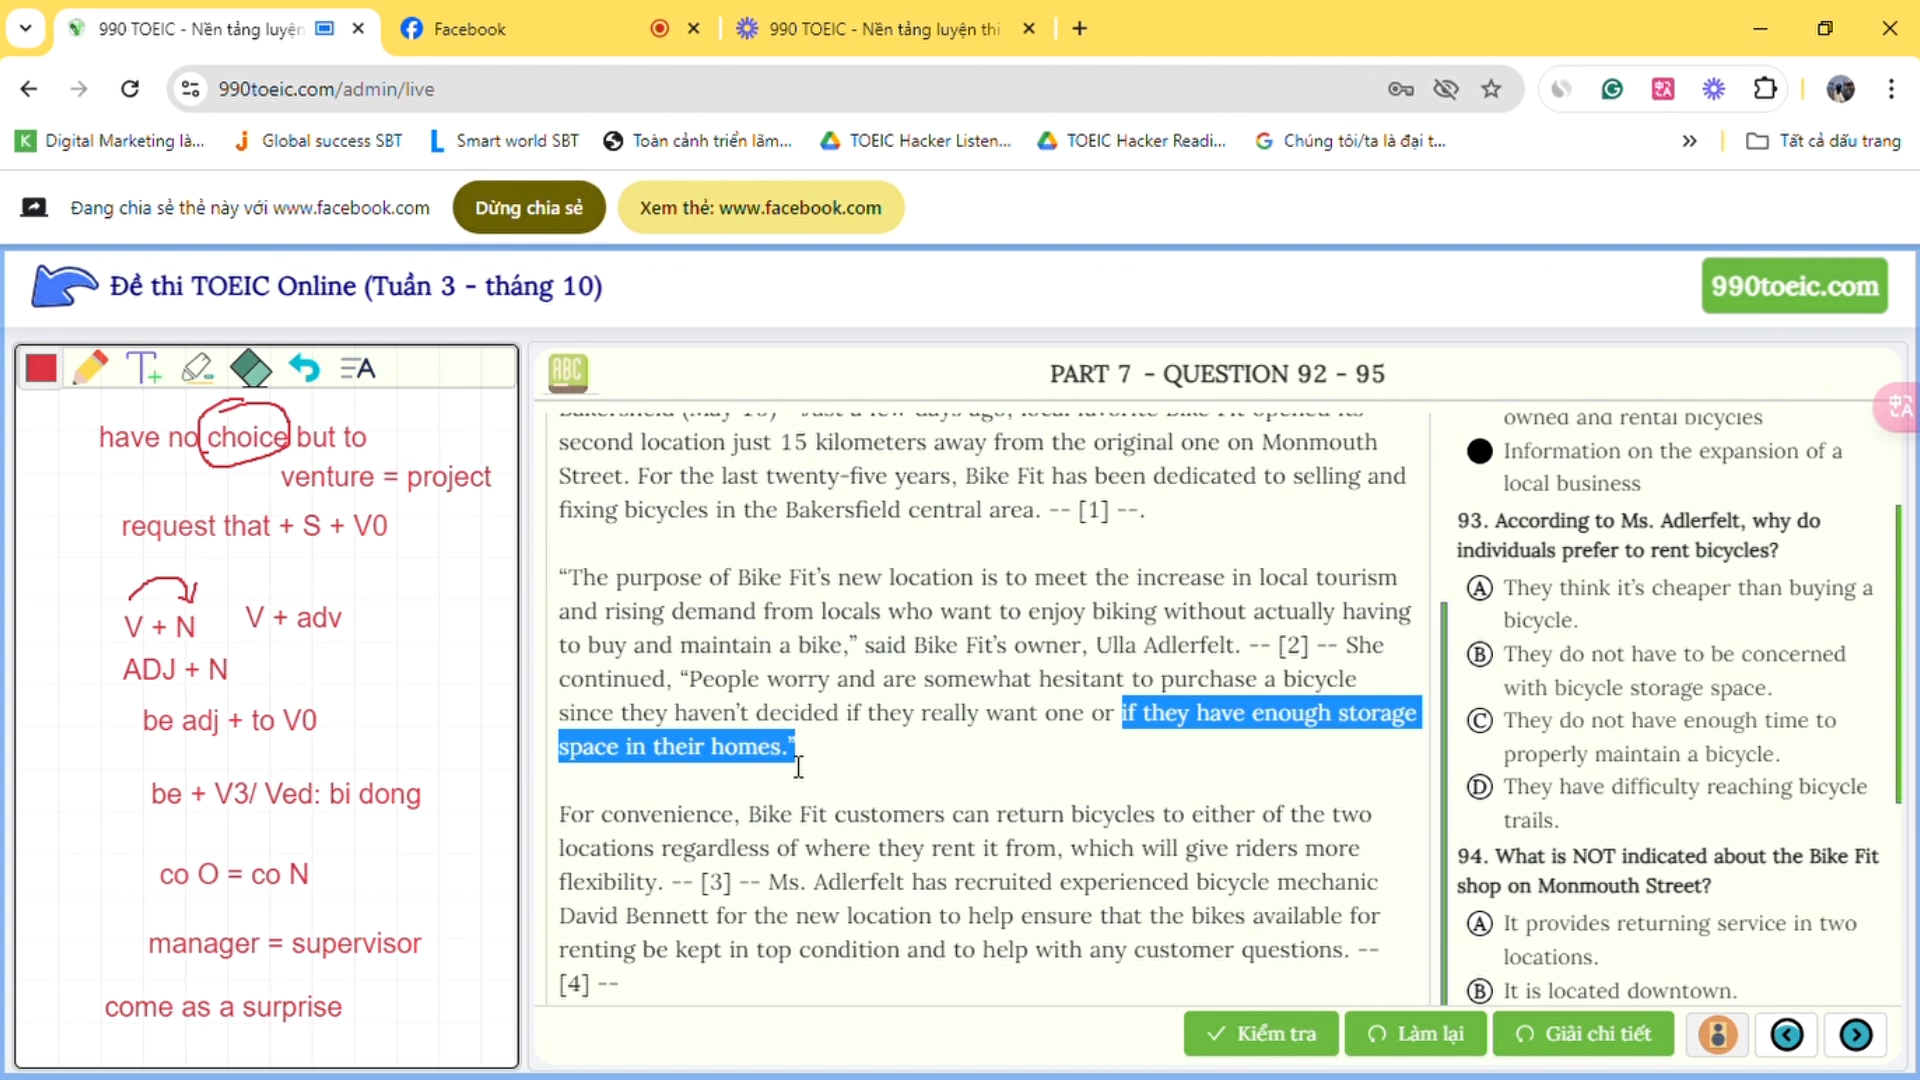 990 TOEIC - Nền tảng luyện
Facebook
990 TOEIC - Nền tảng luyện thi
990toeic.com/admin/live
Digital Marketing là...
Global success SBT
Smart world SBT
Toàn cảnh triển lãm...
TOEIC Hacker Listen...
TOEIC Hacker Readi...
Chúng tôi/ta là đại t...
Tất cả dấu trang
Đang chia sẻ thẻ này với www.facebook.com
Dừng chia sẻ
Xem thẻ: www.facebook.com
Đề thi TOEIC Online (Tuần 3 - tháng 10)
990toeic.com
have no choice but to
venture = project
request that + S + V0
V + N
V + adv
ADJ + N
be adj + to V0
be + V3/ Ved: bi dong
co O = co N
manager = supervisor
come as a surprise
ABC
PART 7 - QUESTION 92 - 95
Bakersfield (May 10) - Just a few days ago, local favorite Bike Fit opened its
second location just 15 kilometers away from the original one on Monmouth
Street. For the last twenty-five years, Bike Fit has been dedicated to selling and
fixing bicycles in the Bakersfield central area. -- [1] --.
“The purpose of Bike Fit’s new location is to meet the increase in local tourism
and rising demand from locals who want to enjoy biking without actually having
to buy and maintain a bike,” said Bike Fit’s owner, Ulla Adlerfelt. -- [2] -- She
continued, “People worry and are somewhat hesitant to purchase a bicycle
since they haven’t decided if they really want one or if they have enough storage
space in their homes.”
For convenience, Bike Fit customers can return bicycles to either of the two
locations regardless of where they rent it from, which will give riders more
flexibility. -- [3] -- Ms. Adlerfelt has recruited experienced bicycle mechanic
David Bennett for the new location to help ensure that the bikes available for
renting be kept in top condition and to help with any customer questions. --
[4] --
owned and rental bicycles
Information on the expansion of a
local business
93. According to Ms. Adlerfelt, why do
individuals prefer to rent bicycles?
A They think it’s cheaper than buying a
bicycle.
B They do not have to be concerned
with bicycle storage space.
C They do not have enough time to
properly maintain a bicycle.
D They have difficulty reaching bicycle
trails.
94. What is NOT indicated about the Bike Fit
shop on Monmouth Street?
A It provides returning service in two
locations.
B It is located downtown.
Kiểm tra
Làm lại
Giải chi tiết